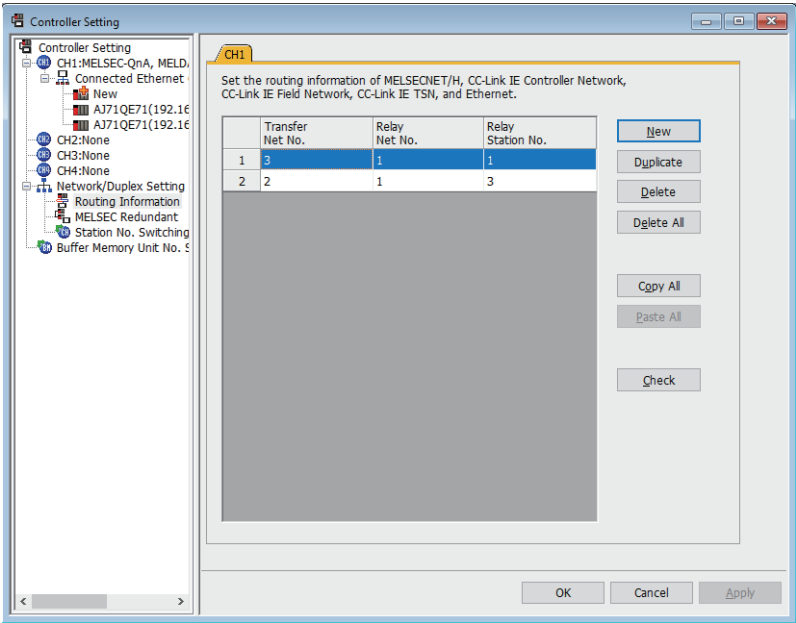 Controller Setting
Controller Setting
CH1:MELSEC-QnA, MELDA
Connected Ethernet
New
AJ71QE71(192.16
AJ71QE71(192.16
CH2:None
CH3:None
CH4:None
Network/Duplex Setting
Routing Information
MELSEC Redundant
Station No. Switching
Buffer Memory Unit No. S
CH1
Set the routing information of MELSECNET/H, CC-Link IE Controller Network,
CC-Link IE Field Network, CC-Link IE TSN, and Ethernet.
Transfer Net No. Relay Net No. Relay Station No.
1 3 1 1
2 2 1 3
New
Duplicate
Delete
Delete All
Copy All
Paste All
Check
OK Cancel Apply